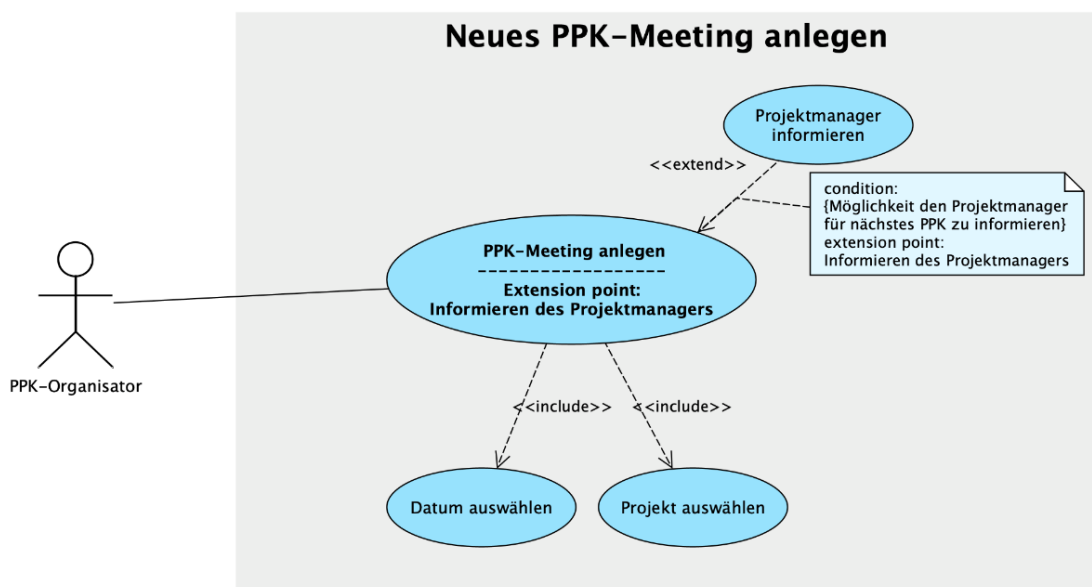 Neues PPK-Meeting anlegen
Projektmanager
informieren
<<extend>>
condition:
{Möglichkeit den Projektmanager
für nächstes PPK zu informieren}
extension point:
Informieren des Projektmanagers
PPK-Meeting anlegen
Extension point:
Informieren des Projektmanagers
PPK-Organisator
<<include>>
<<include>>
Datum auswählen
Projekt auswählen